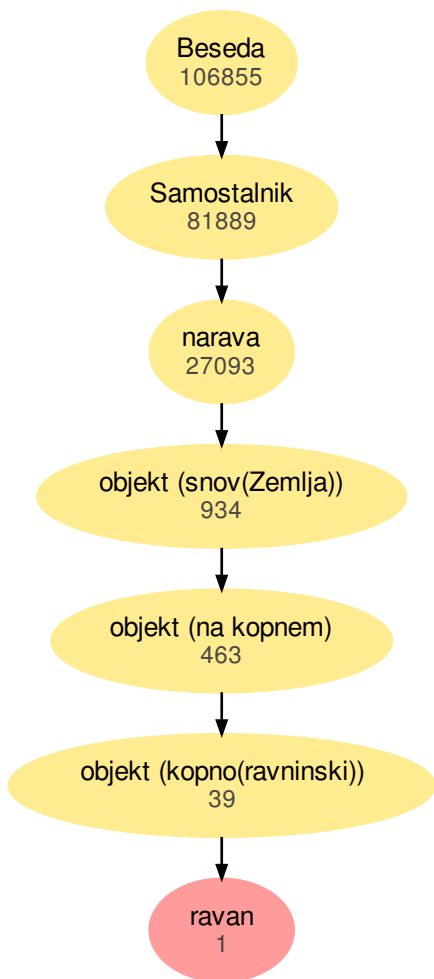 Beseda
106855
Samostalnik
81889
narava
27093
objekt (snov(Zemlja))
934
objekt (na kopnem)
463
objekt (kopno(ravninski))
39
ravan
1